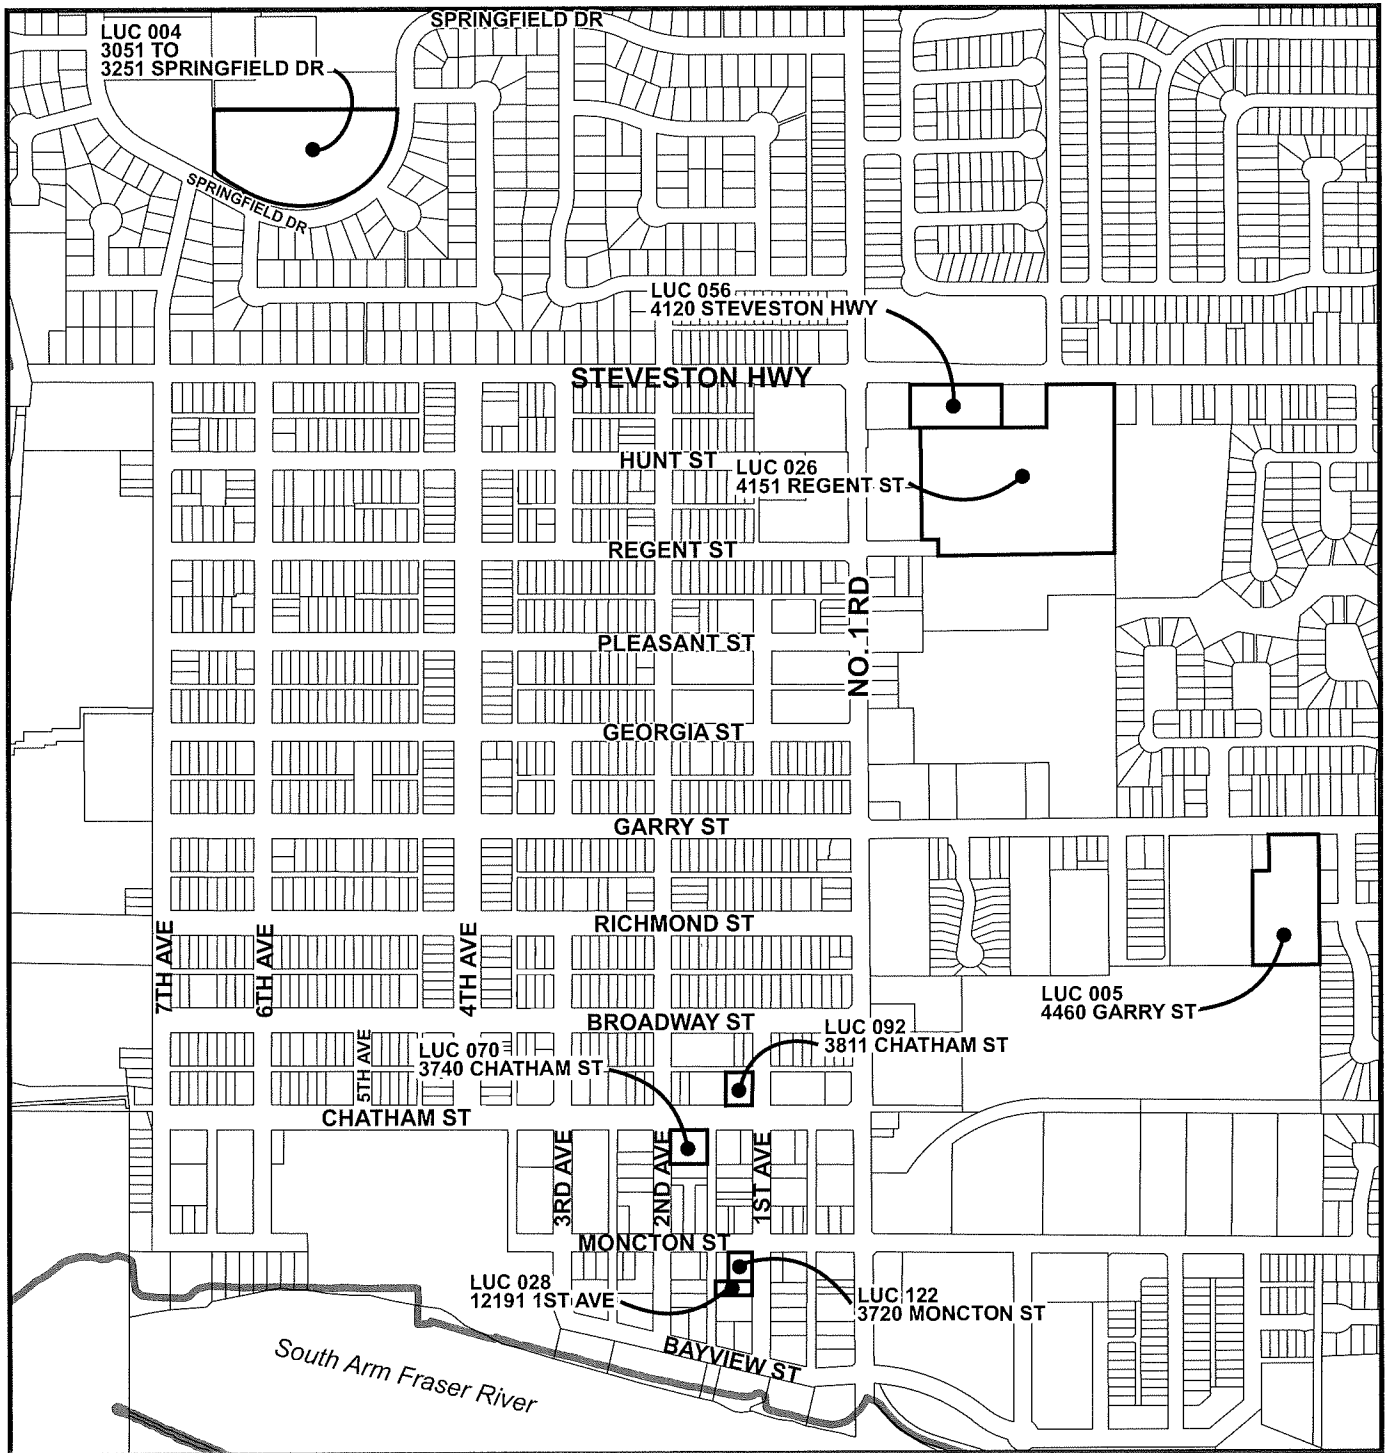 SPRINGFIELD DR
LUC 004
3051 TO
3251 SPRINGFIELD DR
SPRINGFIELD DR
LUC 056
4120 STEVESTON HWY
STEVESTON HWY
HUNT ST
LUC 026
4151 REGENT ST
REGENT ST
NO. 1 RD
PLEASANT ST
GEORGIA ST
GARRY ST
RICHMOND ST
7TH AVE
6TH AVE
4TH AVE
LUC 005
4460 GARRY ST
BROADWAY ST
LUC 092
3811 CHATHAM ST
5TH AVE
LUC 070
3740 CHATHAM ST
CHATHAM ST
3RD AVE
2ND AVE
1ST AVE
MONCTON ST
LUC 028
12191 1ST AVE
LUC 122
3720 MONCTON ST
BAYVIEW ST
South Arm Fraser River